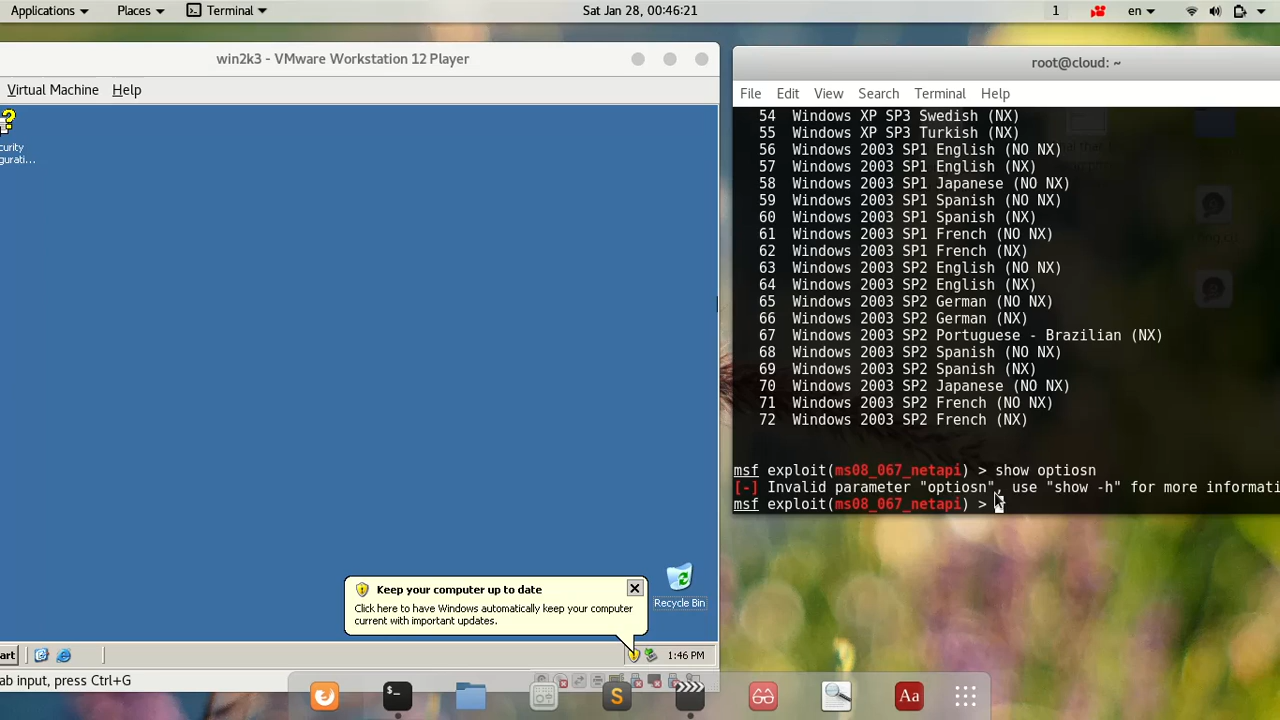 Applications Places Terminal Sat Jan 28, 00:46:21 1 en
win2k3 - VMware Workstation 12 Player
Virtual Machine Help
curity
gurati...
Keep your computer up to date
Click here to have Windows automatically keep your computer
current with important updates.
Recycle Bin
art 1:46 PM
ab input, press Ctrl+G
root@cloud: ~
File Edit View Search Terminal Help
54 Windows XP SP3 Swedish (NX)
55 Windows XP SP3 Turkish (NX)
56 Windows 2003 SP1 English (NO NX)
57 Windows 2003 SP1 English (NX)
58 Windows 2003 SP1 Japanese (NO NX)
59 Windows 2003 SP1 Spanish (NO NX)
60 Windows 2003 SP1 Spanish (NX)
61 Windows 2003 SP1 French (NO NX)
62 Windows 2003 SP1 French (NX)
63 Windows 2003 SP2 English (NO NX)
64 Windows 2003 SP2 English (NX)
65 Windows 2003 SP2 German (NO NX)
66 Windows 2003 SP2 German (NX)
67 Windows 2003 SP2 Portuguese - Brazilian (NX)
68 Windows 2003 SP2 Spanish (NO NX)
69 Windows 2003 SP2 Spanish (NX)
70 Windows 2003 SP2 Japanese (NO NX)
71 Windows 2003 SP2 French (NO NX)
72 Windows 2003 SP2 French (NX)
msf exploit(ms08_067_netapi) > show optiosn
[-] Invalid parameter "optiosn", use "show -h" for more informati
msf exploit(ms08_067_netapi) >
S
Aa